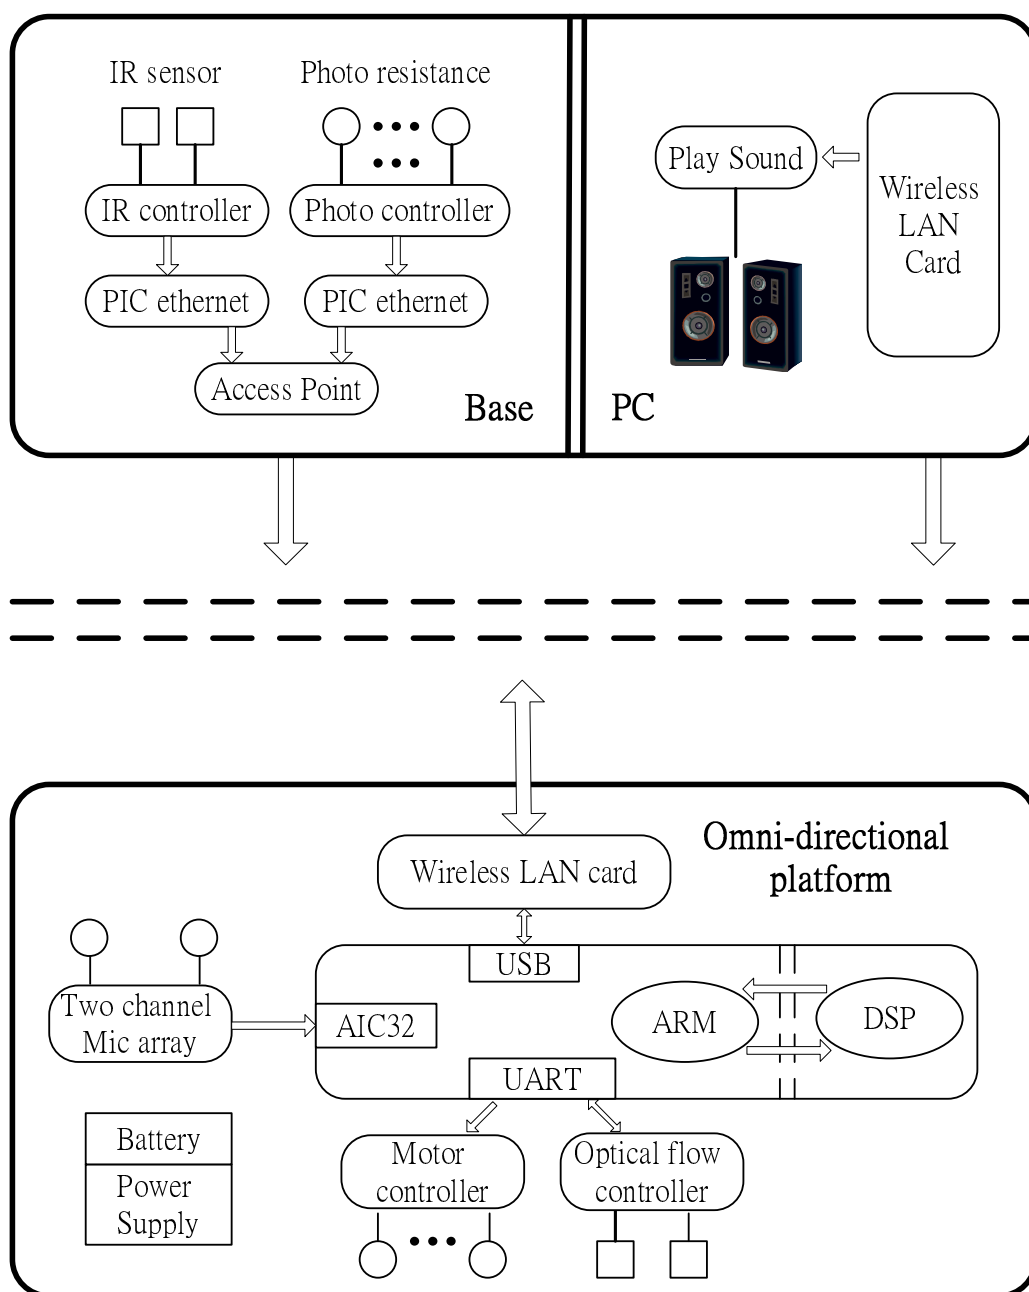 IR sensor
Photo resistance
IR controller
Photo controller
PIC ethernet
PIC ethernet
Access Point
Base
Play Sound
Wireless
LAN
Card
PC
Omni-directional
platform
Wireless LAN card
USB
Two channel
Mic array
AIC32
ARM
DSP
UART
Battery
Power
Supply
Motor
controller
Optical flow
controller